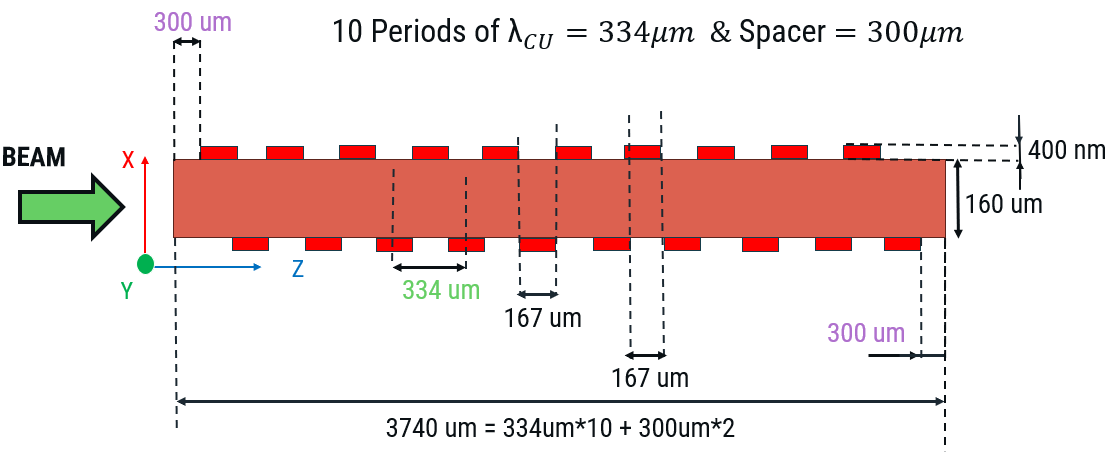 300 um
10 Periods of λ_CU = 334μm & Spacer = 300μm
BEAM
X
400 nm
160 um
Z
Y
334 um
167 um
300 um
167 um
3740 um = 334um*10 + 300um*2